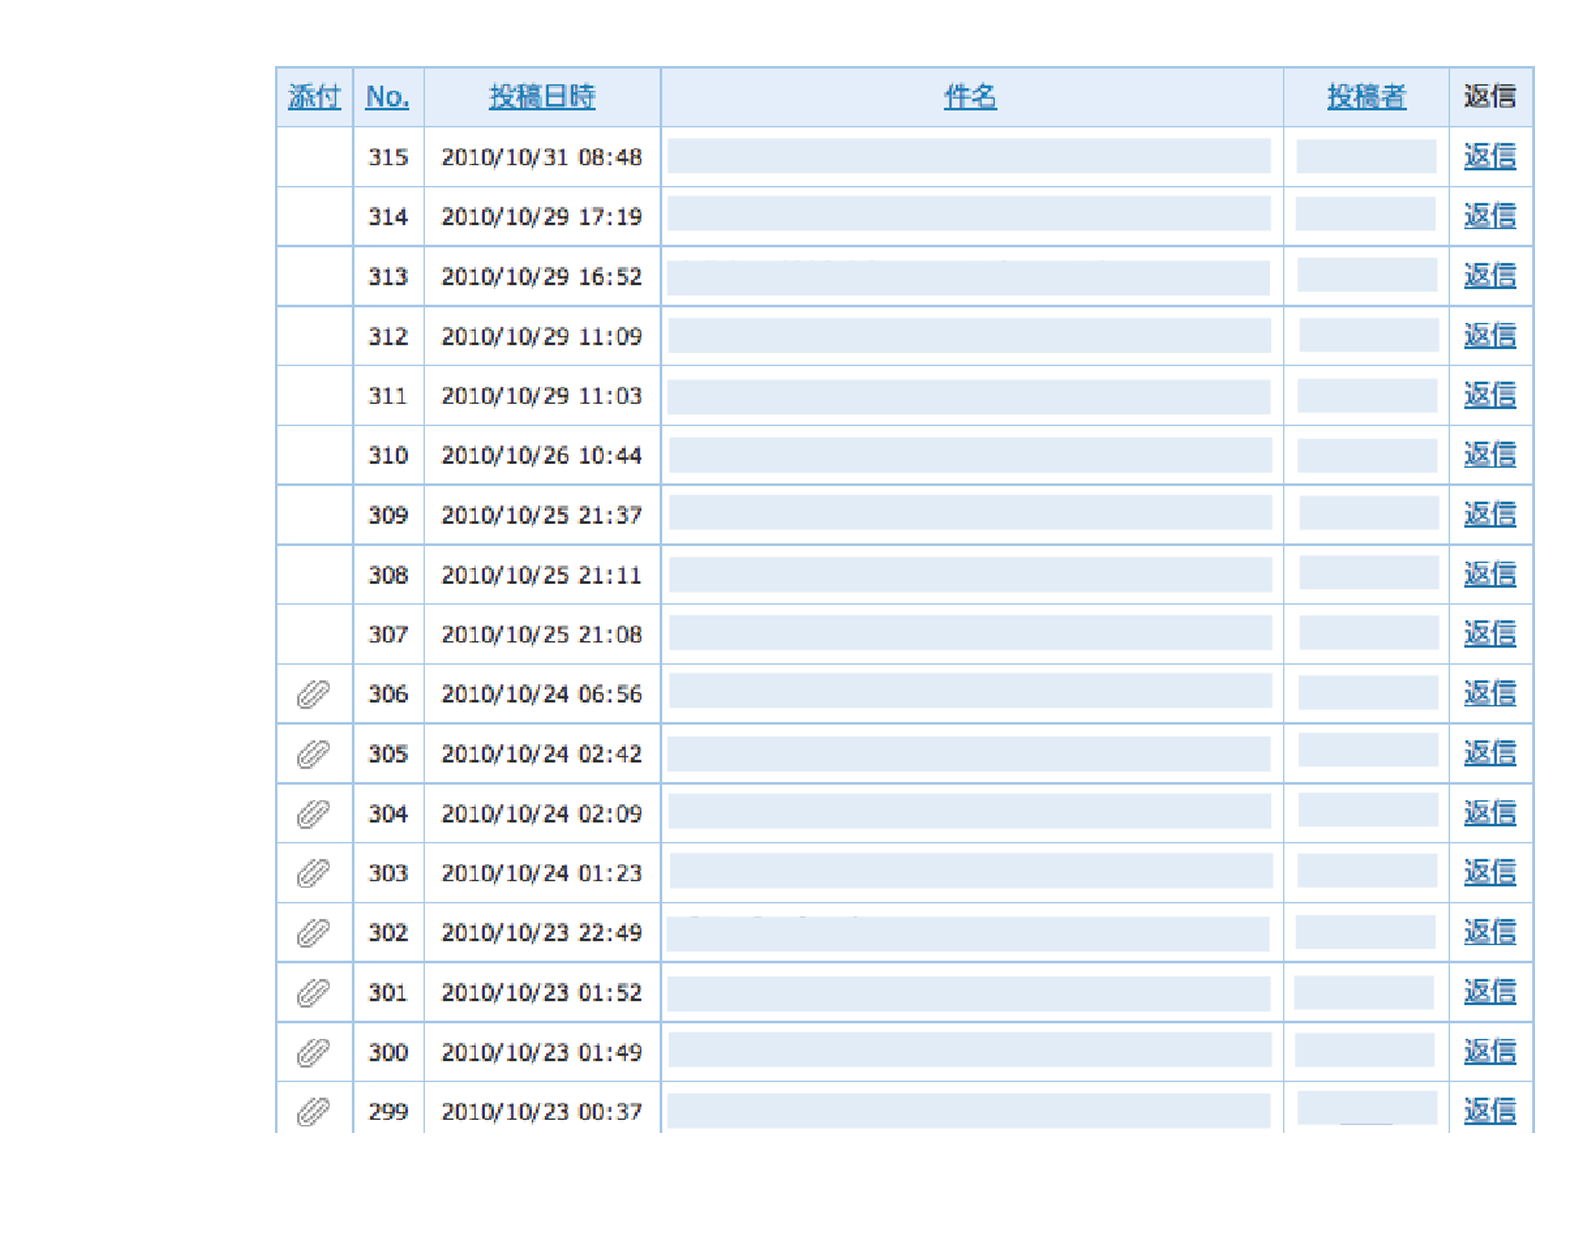 添付 No. 投稿日時 件名 投稿者 返信
315 2010/10/31 08:48 返信
314 2010/10/29 17:19 返信
313 2010/10/29 16:52 返信
312 2010/10/29 11:09 返信
311 2010/10/29 11:03 返信
310 2010/10/26 10:44 返信
309 2010/10/25 21:37 返信
308 2010/10/25 21:11 返信
307 2010/10/25 21:08 返信
306 2010/10/24 06:56 返信
305 2010/10/24 02:42 返信
304 2010/10/24 02:09 返信
303 2010/10/24 01:23 返信
302 2010/10/23 22:49 返信
301 2010/10/23 01:52 返信
300 2010/10/23 01:49 返信
299 2010/10/23 00:37 返信